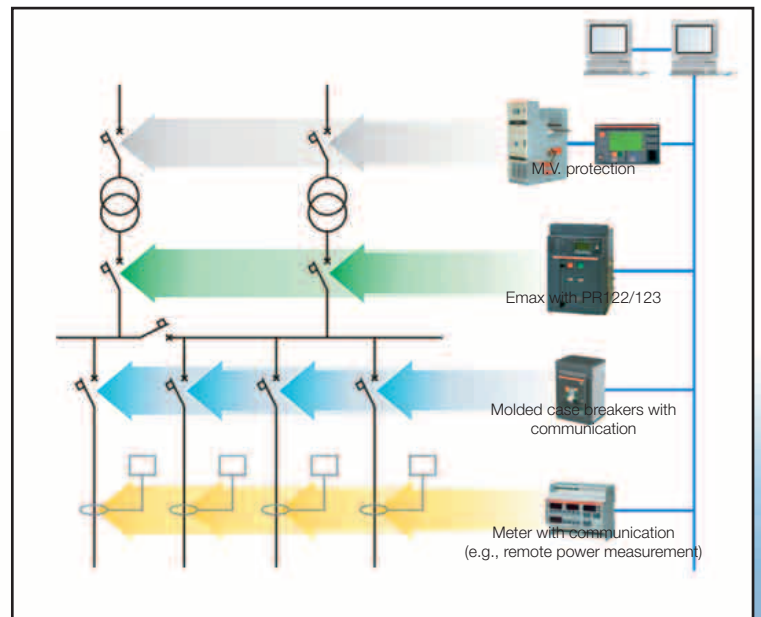 M.V. protection
Emax with PR122/123
Molded case breakers with
communication
Meter with communication
(e.g., remote power measurement)